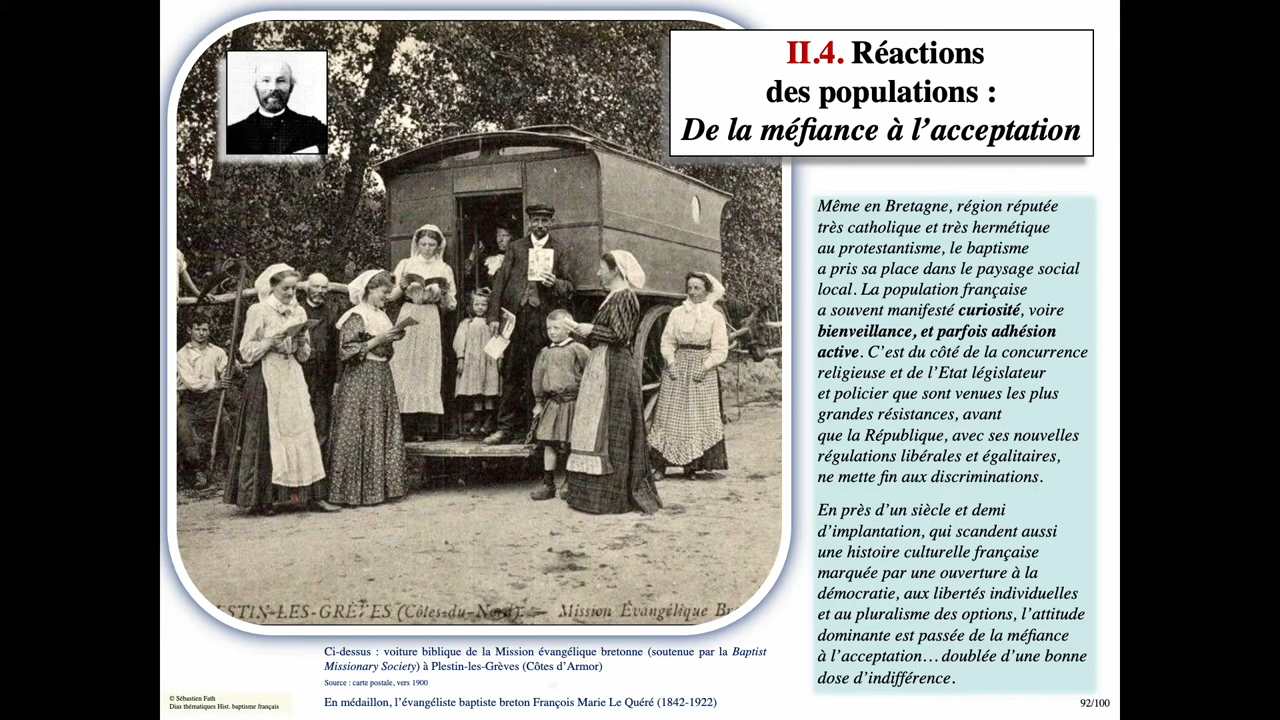 II.4. Réactions
des populations :
De la méfiance à l’acceptation
Même en Bretagne, région réputée
très catholique et très hermétique
au protestantisme, le baptisme
a pris sa place dans le paysage social
local. La population française
a souvent manifesté curiosité, voire
bienveillance, et parfois adhésion
active. C’est du côté de la concurrence
religieuse et de l’Etat législateur
et policier que sont venues les plus
grandes résistances, avant
que la République, avec ses nouvelles
régulations libérales et égalitaires,
ne mette fin aux discriminations.
En près d’un siècle et demi
d’implantation, qui scandent aussi
une histoire culturelle française
marquée par une ouverture à la
démocratie, aux libertés individuelles
et au pluralisme des options, l’attitude
dominante est passée de la méfiance
à l’acceptation… doublée d’une bonne
dose d’indifférence.
STIN-LES-GRÈVES (Côtes-du-Nord) — Mission Évangélique Br
Ci-dessus : voiture biblique de la Mission évangélique bretonne (soutenue par la Baptist
Missionary Society) à Plestin-les-Grèves (Côtes d’Armor)
Source : carte postale, vers 1900
En médaillon, l’évangéliste baptiste breton François Marie Le Quéré (1842-1922)
© Sébastien Fath
Dias thématiques Hist. baptisme français
92/100